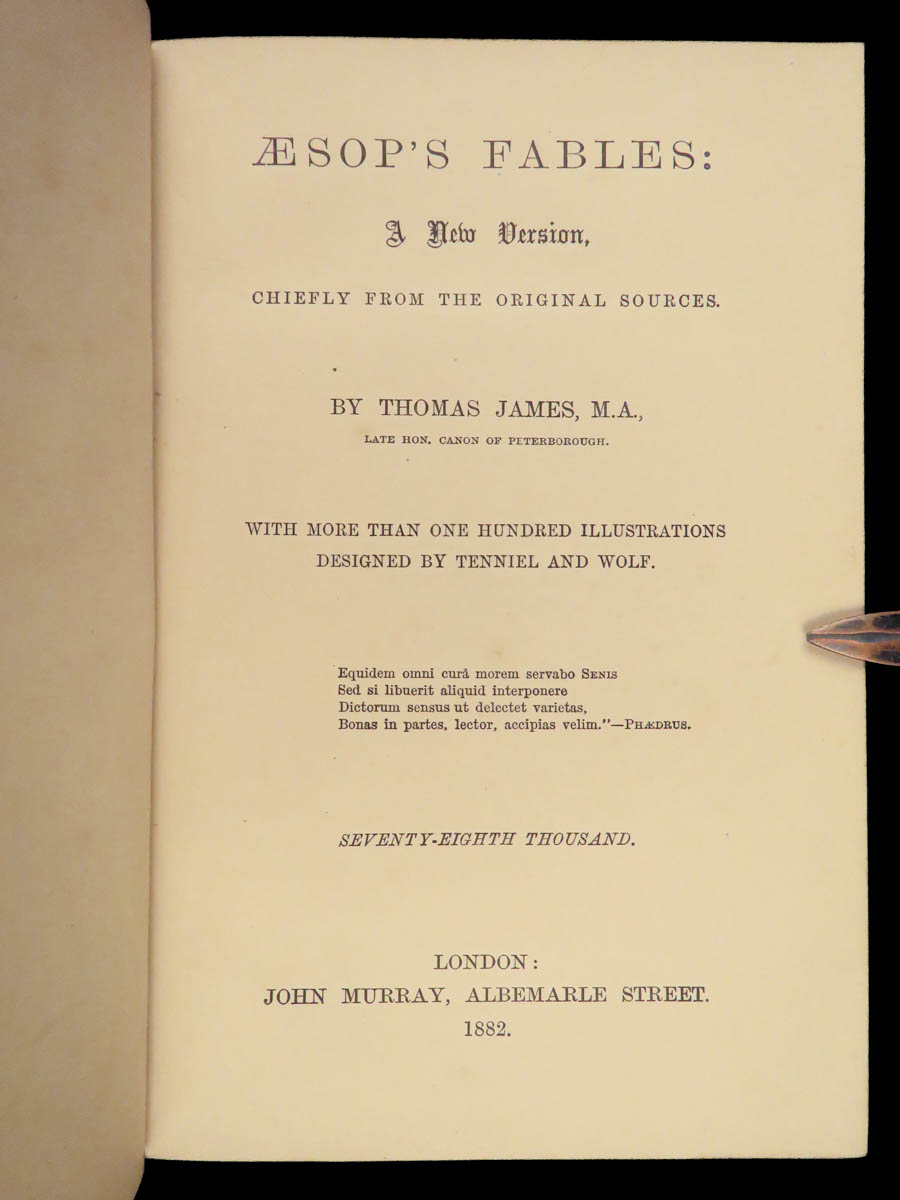 ÆSOP'S FABLES:
A New Version,
CHIEFLY FROM THE ORIGINAL SOURCES.
BY THOMAS JAMES, M.A.,
LATE HON. CANON OF PETERBOROUGH.
WITH MORE THAN ONE HUNDRED ILLUSTRATIONS
DESIGNED BY TENNIEL AND WOLF.
Equidem omni curâ morem servabo SENIS
Sed si libuerit aliquid interponere
Dictorum sensus ut delectet varietas,
Bonas in partes, lector, accipias velim."—PHÆDRUS.
SEVENTY-EIGHTH THOUSAND.
LONDON:
JOHN MURRAY, ALBEMARLE STREET.
1882.